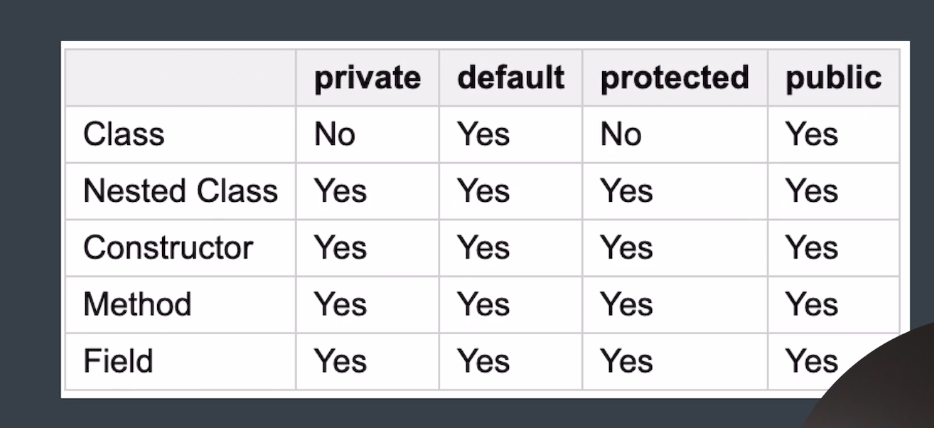 private default protected public
Class No Yes No Yes
Nested Class Yes Yes Yes Yes
Constructor Yes Yes Yes Yes
Method Yes Yes Yes Yes
Field Yes Yes Yes Yes